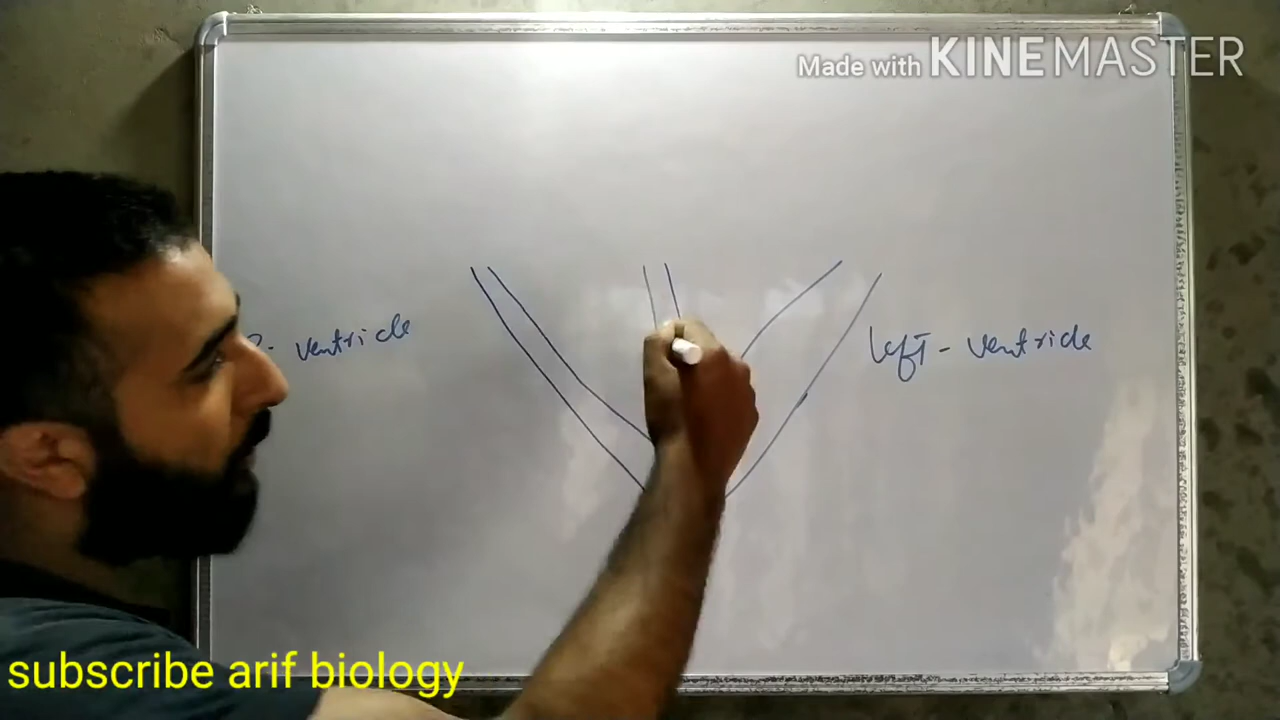 Made with KINEMASTER
ventricle
left - ventricle
subscribe arif biology